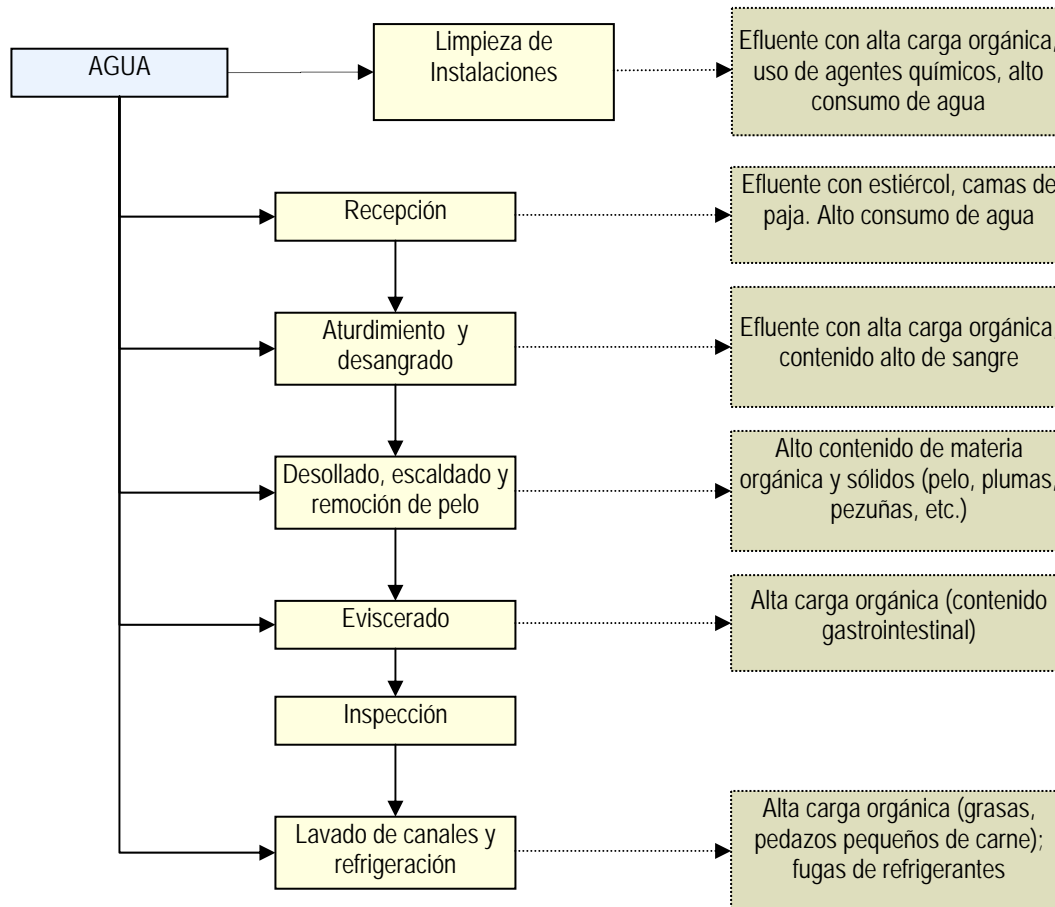 AGUA
Limpieza de
Instalaciones
Efluente con alta carga orgánica,
uso de agentes químicos, alto
consumo de agua
Recepción
Efluente con estiércol, camas de
paja. Alto consumo de agua
Aturdimiento y
desangrado
Efluente con alta carga orgánica,
contenido alto de sangre
Desollado, escaldado y
remoción de pelo
Alto contenido de materia
orgánica y sólidos (pelo, plumas,
pezuñas, etc.)
Eviscerado
Alta carga orgánica (contenido
gastrointestinal)
Inspección
Lavado de canales y
refrigeración
Alta carga orgánica (grasas,
pedazos pequeños de carne);
fugas de refrigerantes